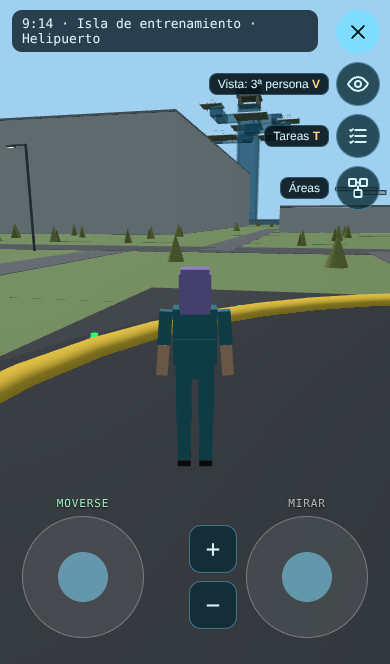 9:14 · Isla de entrenamiento ·
Helipuerto
Vista: 3ª persona V
Tareas T
Áreas
MOVERSE
MIRAR
+
−